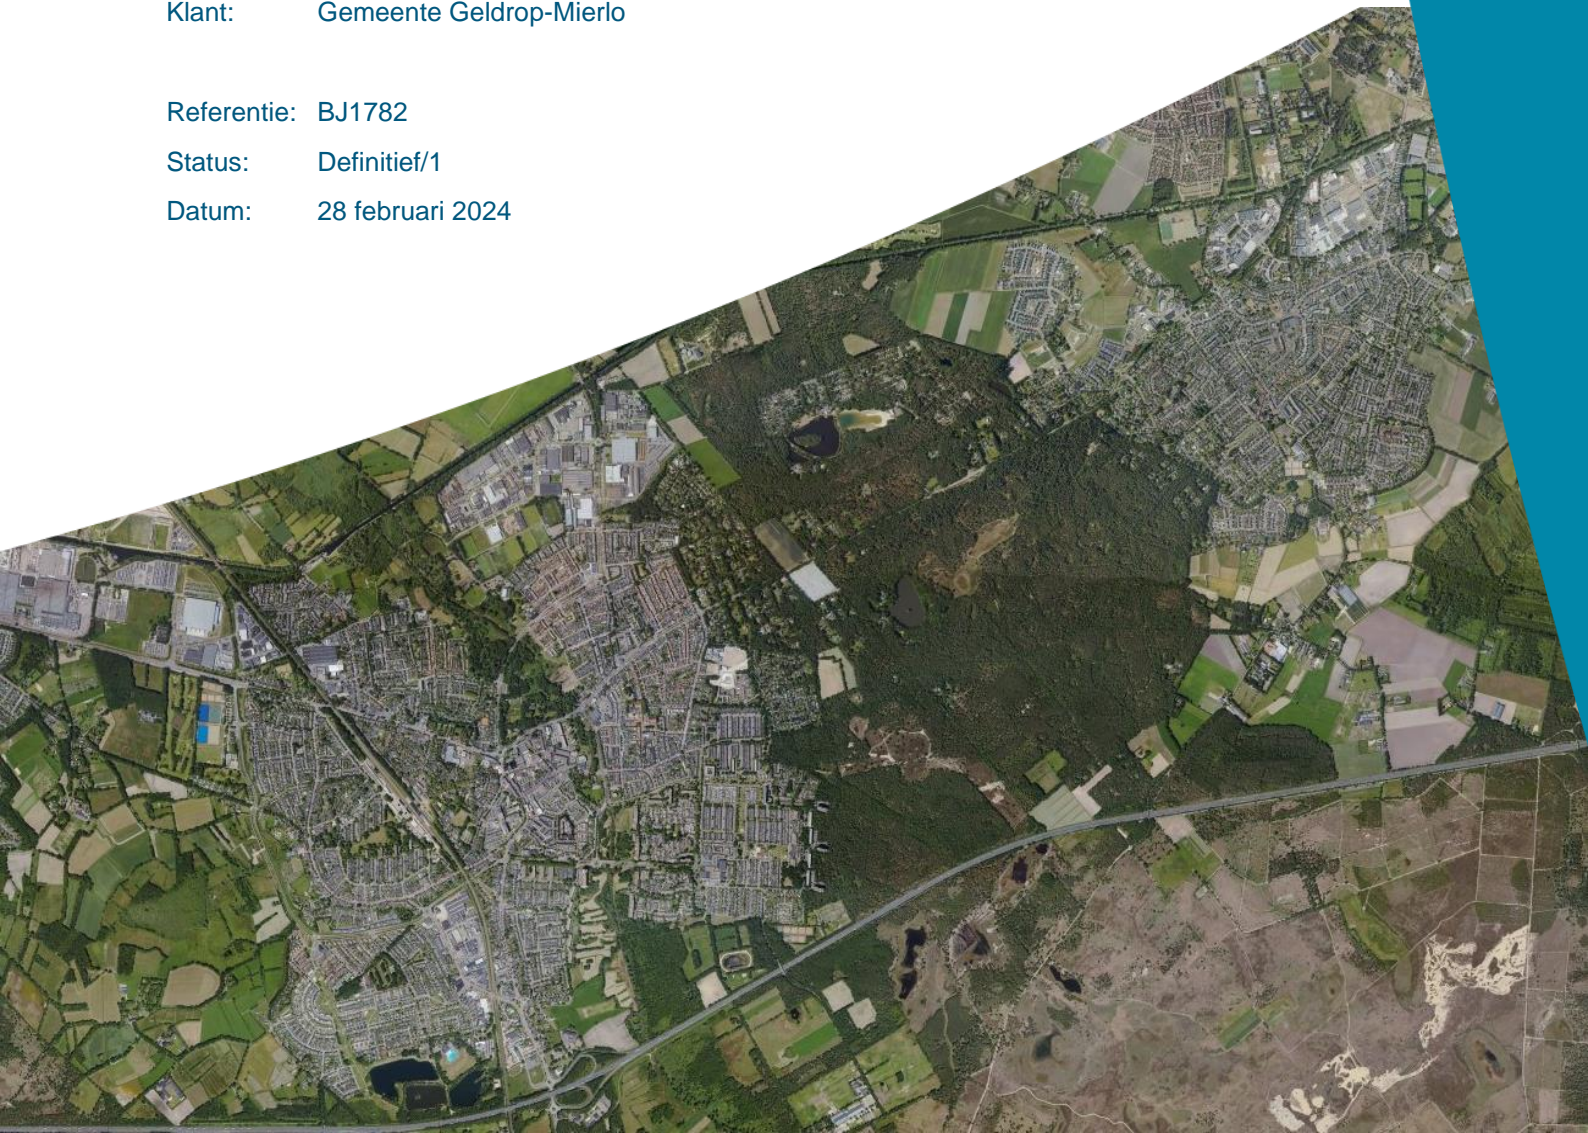 Klant: Gemeente Geldrop-Mierlo
Referentie: BJ1782
Status: Definitief/1
Datum: 28 februari 2024